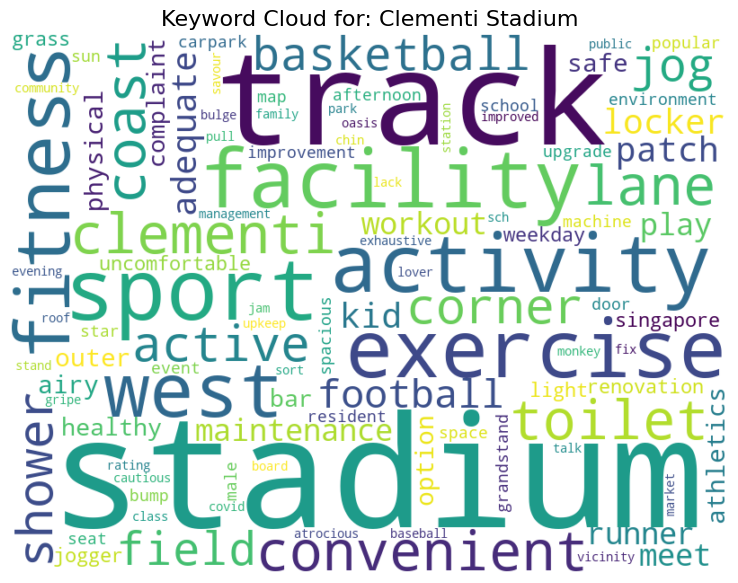 Keyword Cloud for: Clementi Stadium
grass
sun
community
fitness
coast
physical
complaint
carpark
savour
bulge
pull
adequate
track
basketball
map
family
afternoon
park
oasis
chin
station
school
improved
safe
public
popular
jog
environment
locker
patch
improvement
facility
lack
upgrade
lane
management
clementi
workout
sch
machine
play
exhaustive
weekday
evening
uncomfortable
sport
activity
lover
roof
star
jam
upkeep
spacious
kid
corner
door
singapore
stand
outer
active
event
sort
exercise
monkey
fix
gripe
airy
west
bar
football
light
renovation
shower
healthy
maintenance
resident
option
space
grandstand
toilet
athletics
stadium
rating
cautious
bump
class
male
covid
board
talk
market
seat
jogger
field
convenient
atrocious
baseball
runner
vicinity
meet